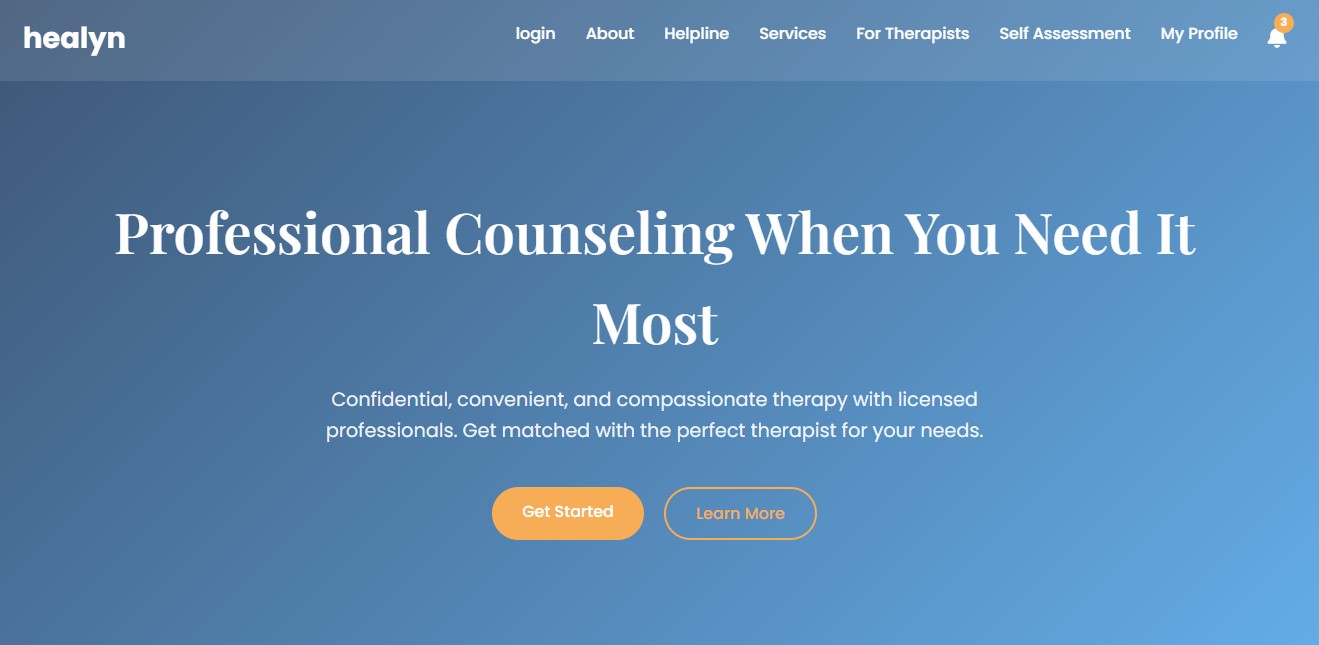 healyn
login About Helpline Services For Therapists Self Assessment My Profile 3
Professional Counseling When You Need It
Most
Confidential, convenient, and compassionate therapy with licensed
professionals. Get matched with the perfect therapist for your needs.
Get Started
Learn More